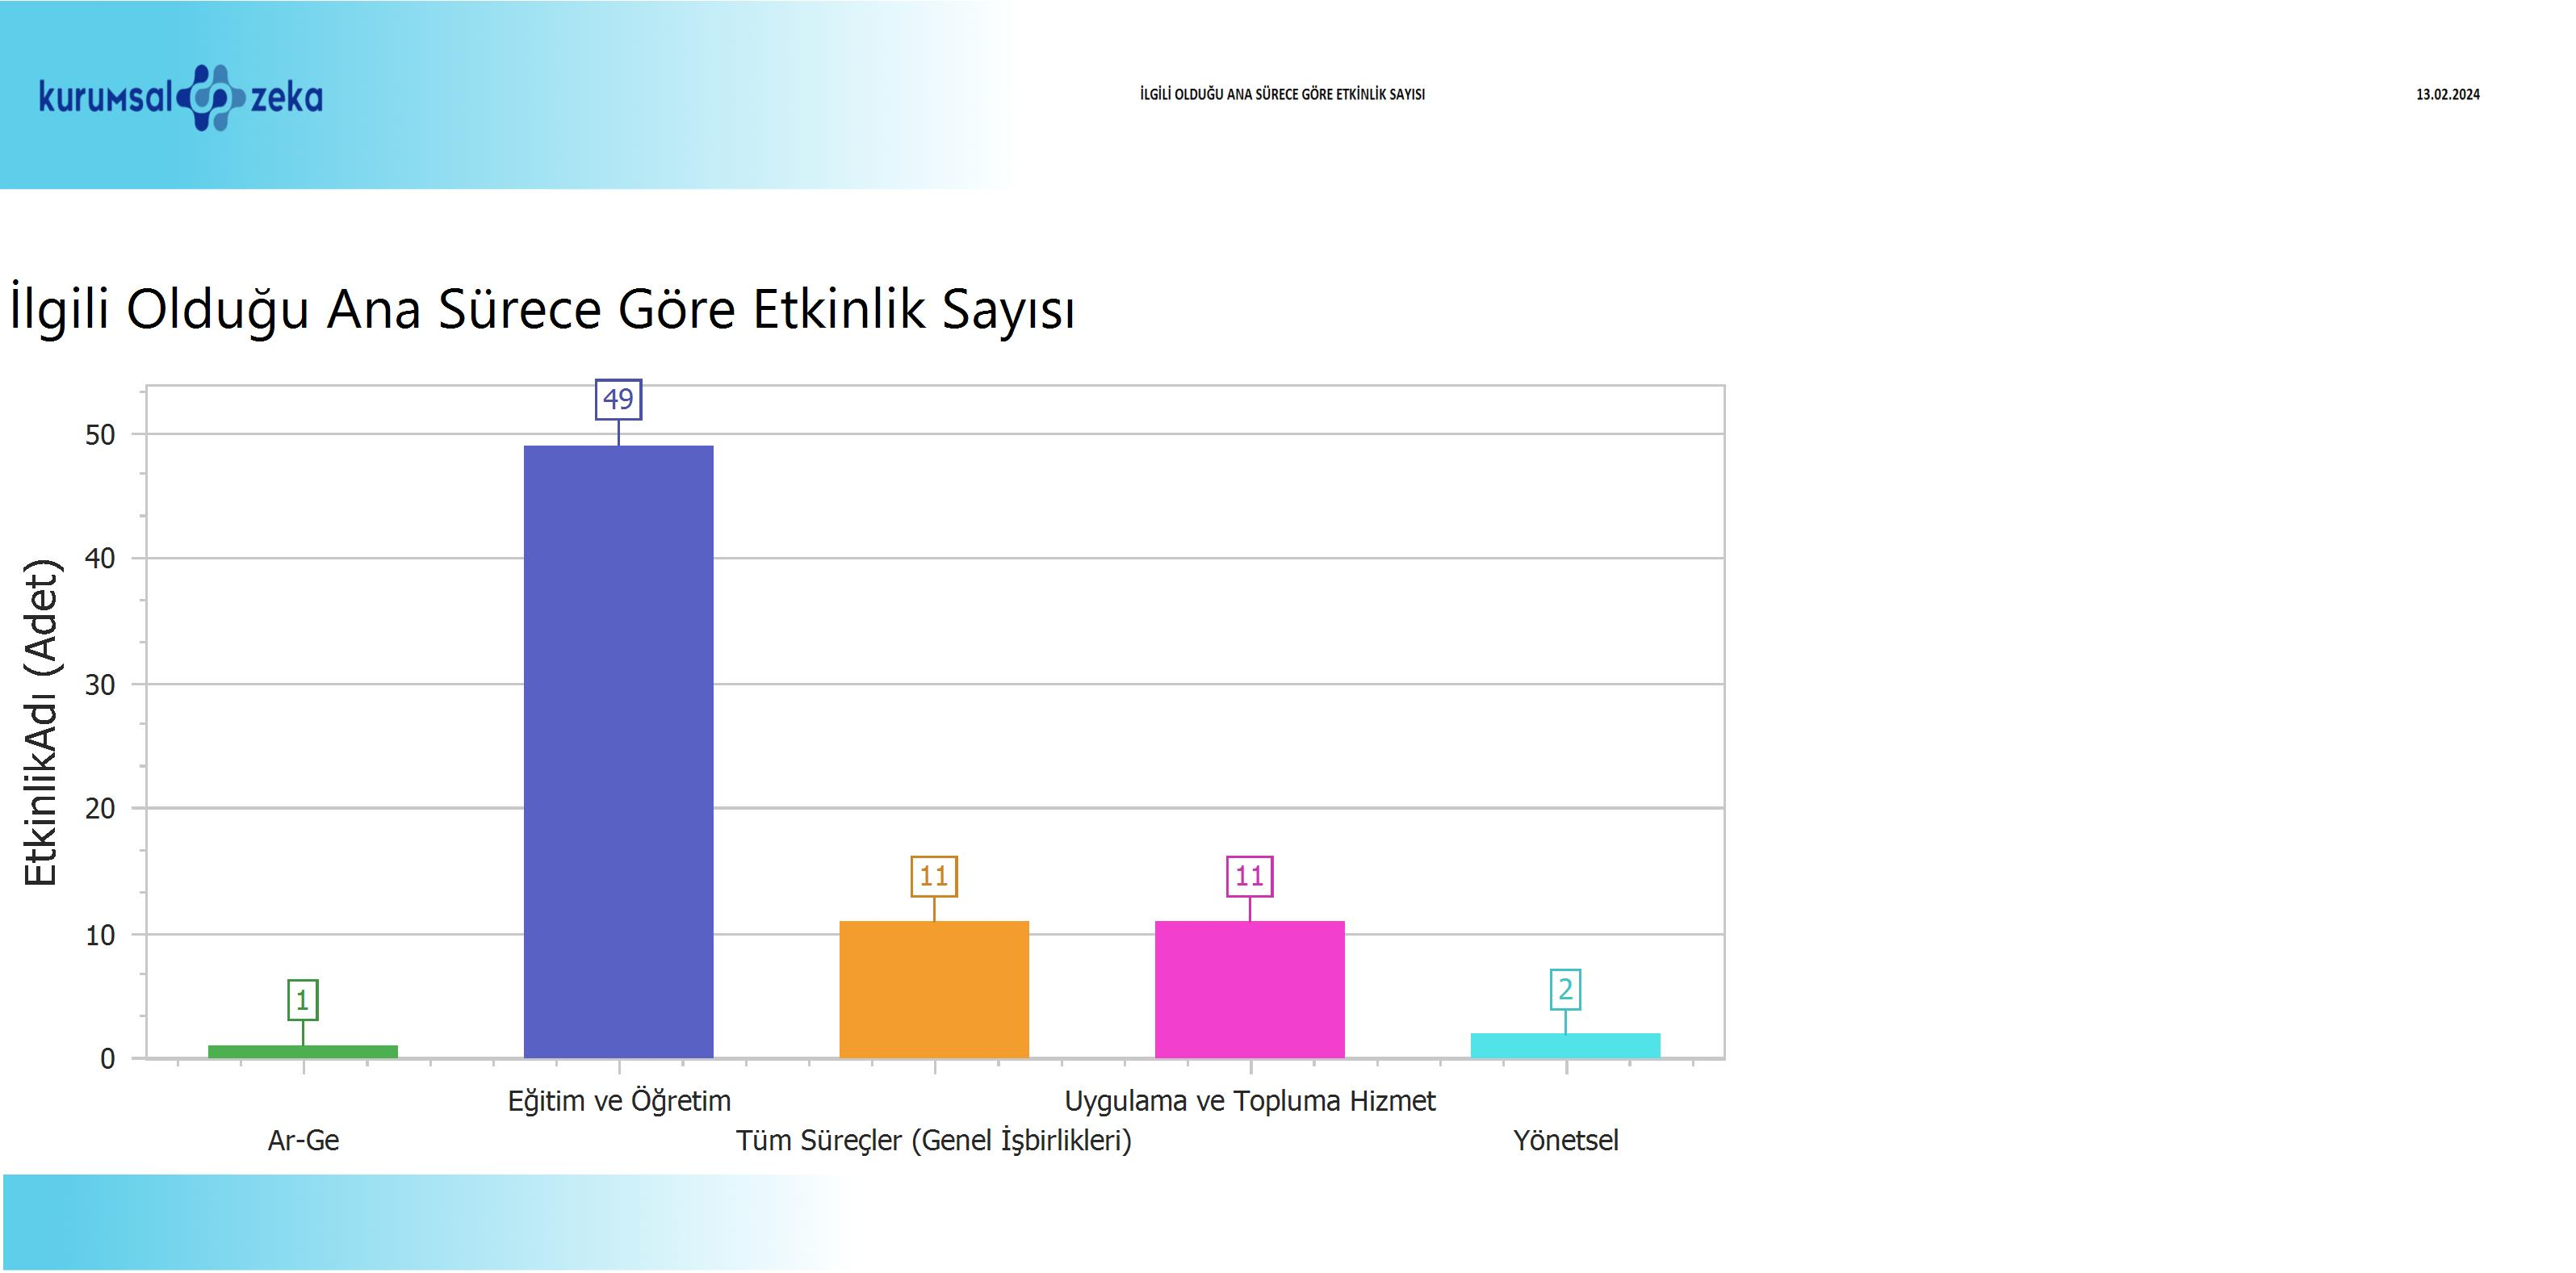 kurumsal zeka
İLGİLİ OLDUĞU ANA SÜRECE GÖRE ETKİNLİK SAYISI
13.02.2024
İlgili Olduğu Ana Sürece Göre Etkinlik Sayısı
EtkinlikAdı (Adet)
50
40
30
20
10
0
1
49
11
11
2
Eğitim ve Öğretim
Uygulama ve Topluma Hizmet
Ar-Ge
Tüm Süreçler (Genel İşbirlikleri)
Yönetsel